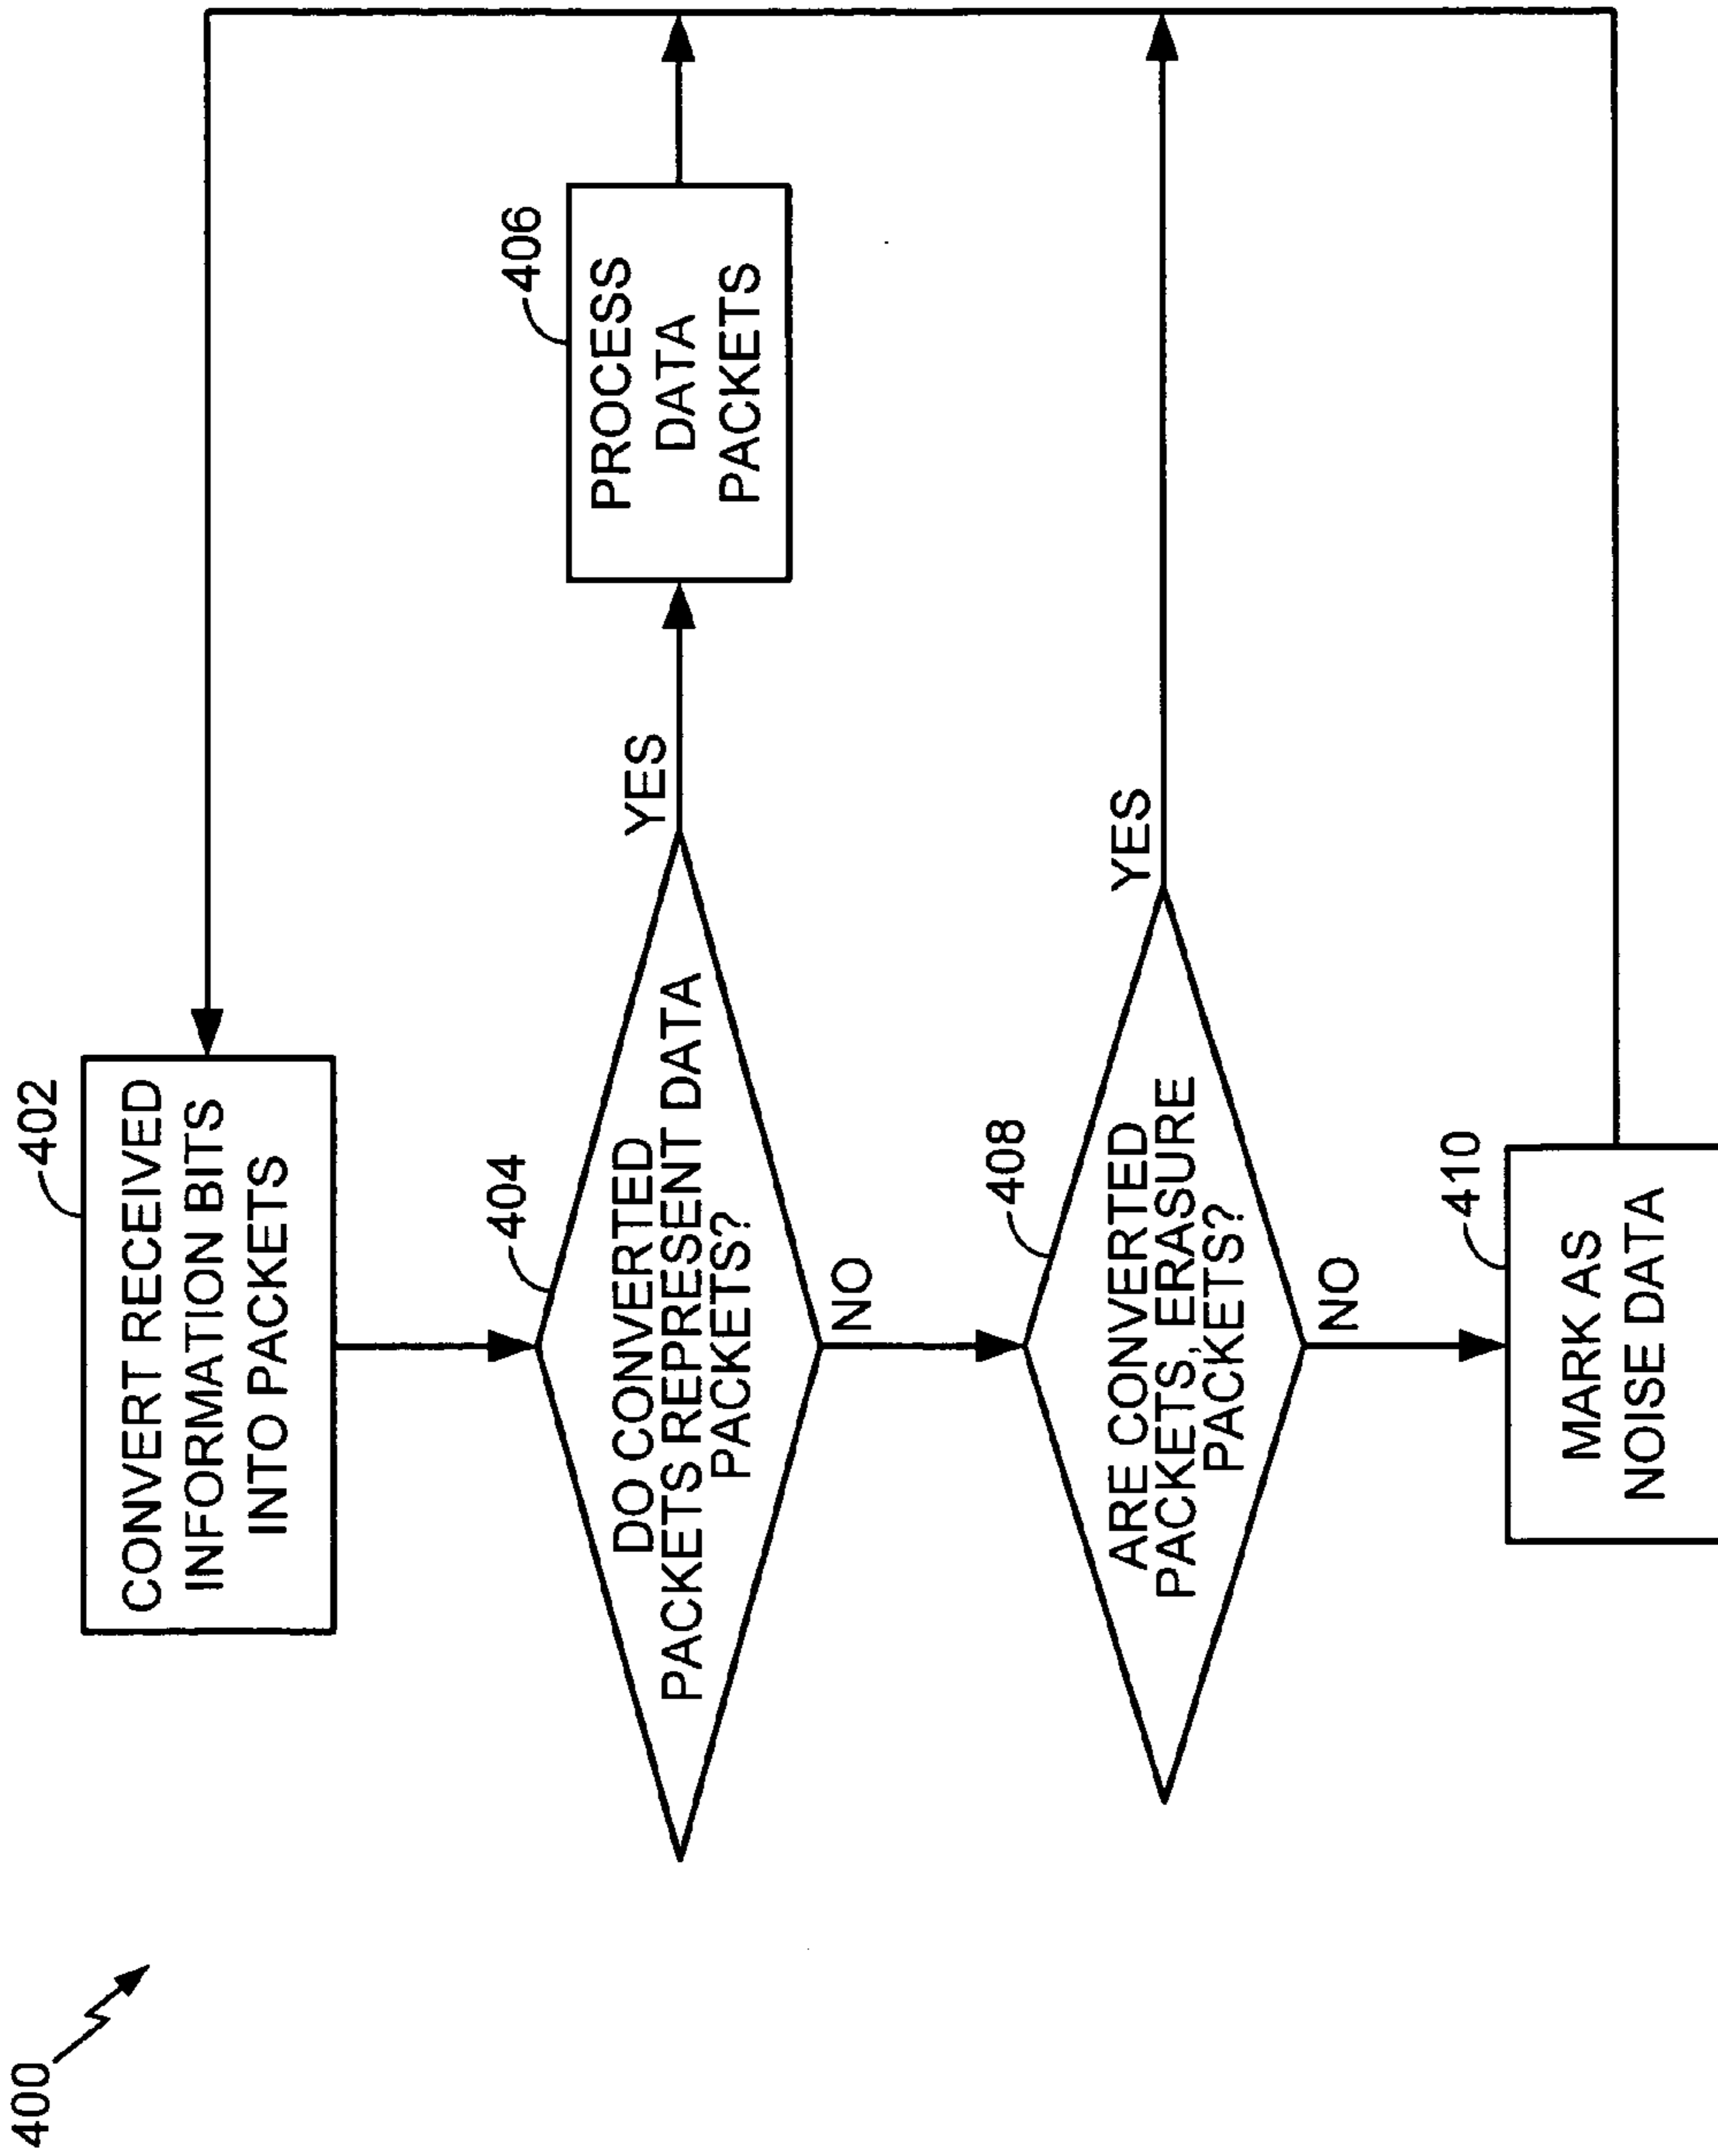 400
402
CONVERT RECEIVED
INFORMATION BITS
INTO PACKETS
404
DO CONVERTED
PACKETS REPRESENT DATA
PACKETS?
YES
NO
406
PROCESS
DATA
PACKETS
408
ARE CONVERTED
PACKETS, ERASURE
PACKETS?
YES
NO
410
MARK AS
NOISE DATA